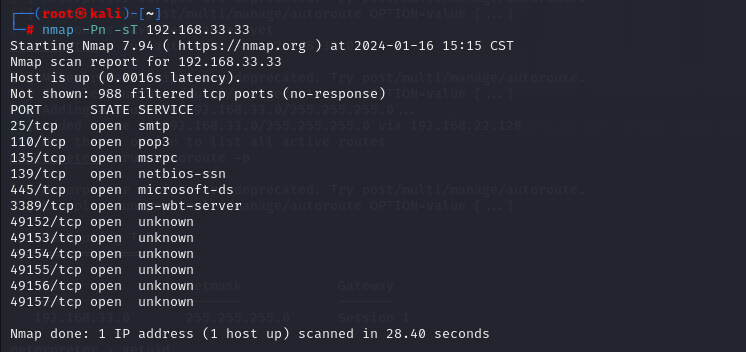 ┌──(root㉿kali)-[~]
└─# nmap -Pn -sT 192.168.33.33
Starting Nmap 7.94 ( https://nmap.org ) at 2024-01-16 15:15 CST
Nmap scan report for 192.168.33.33
Host is up (0.0016s latency).
Not shown: 988 filtered tcp ports (no-response)
PORT      STATE SERVICE
25/tcp    open  smtp
110/tcp   open  pop3
135/tcp   open  msrpc
139/tcp   open  netbios-ssn
445/tcp   open  microsoft-ds
3389/tcp  open  ms-wbt-server
49152/tcp open  unknown
49153/tcp open  unknown
49154/tcp open  unknown
49155/tcp open  unknown
49156/tcp open  unknown
49157/tcp open  unknown
Nmap done: 1 IP address (1 host up) scanned in 28.40 seconds